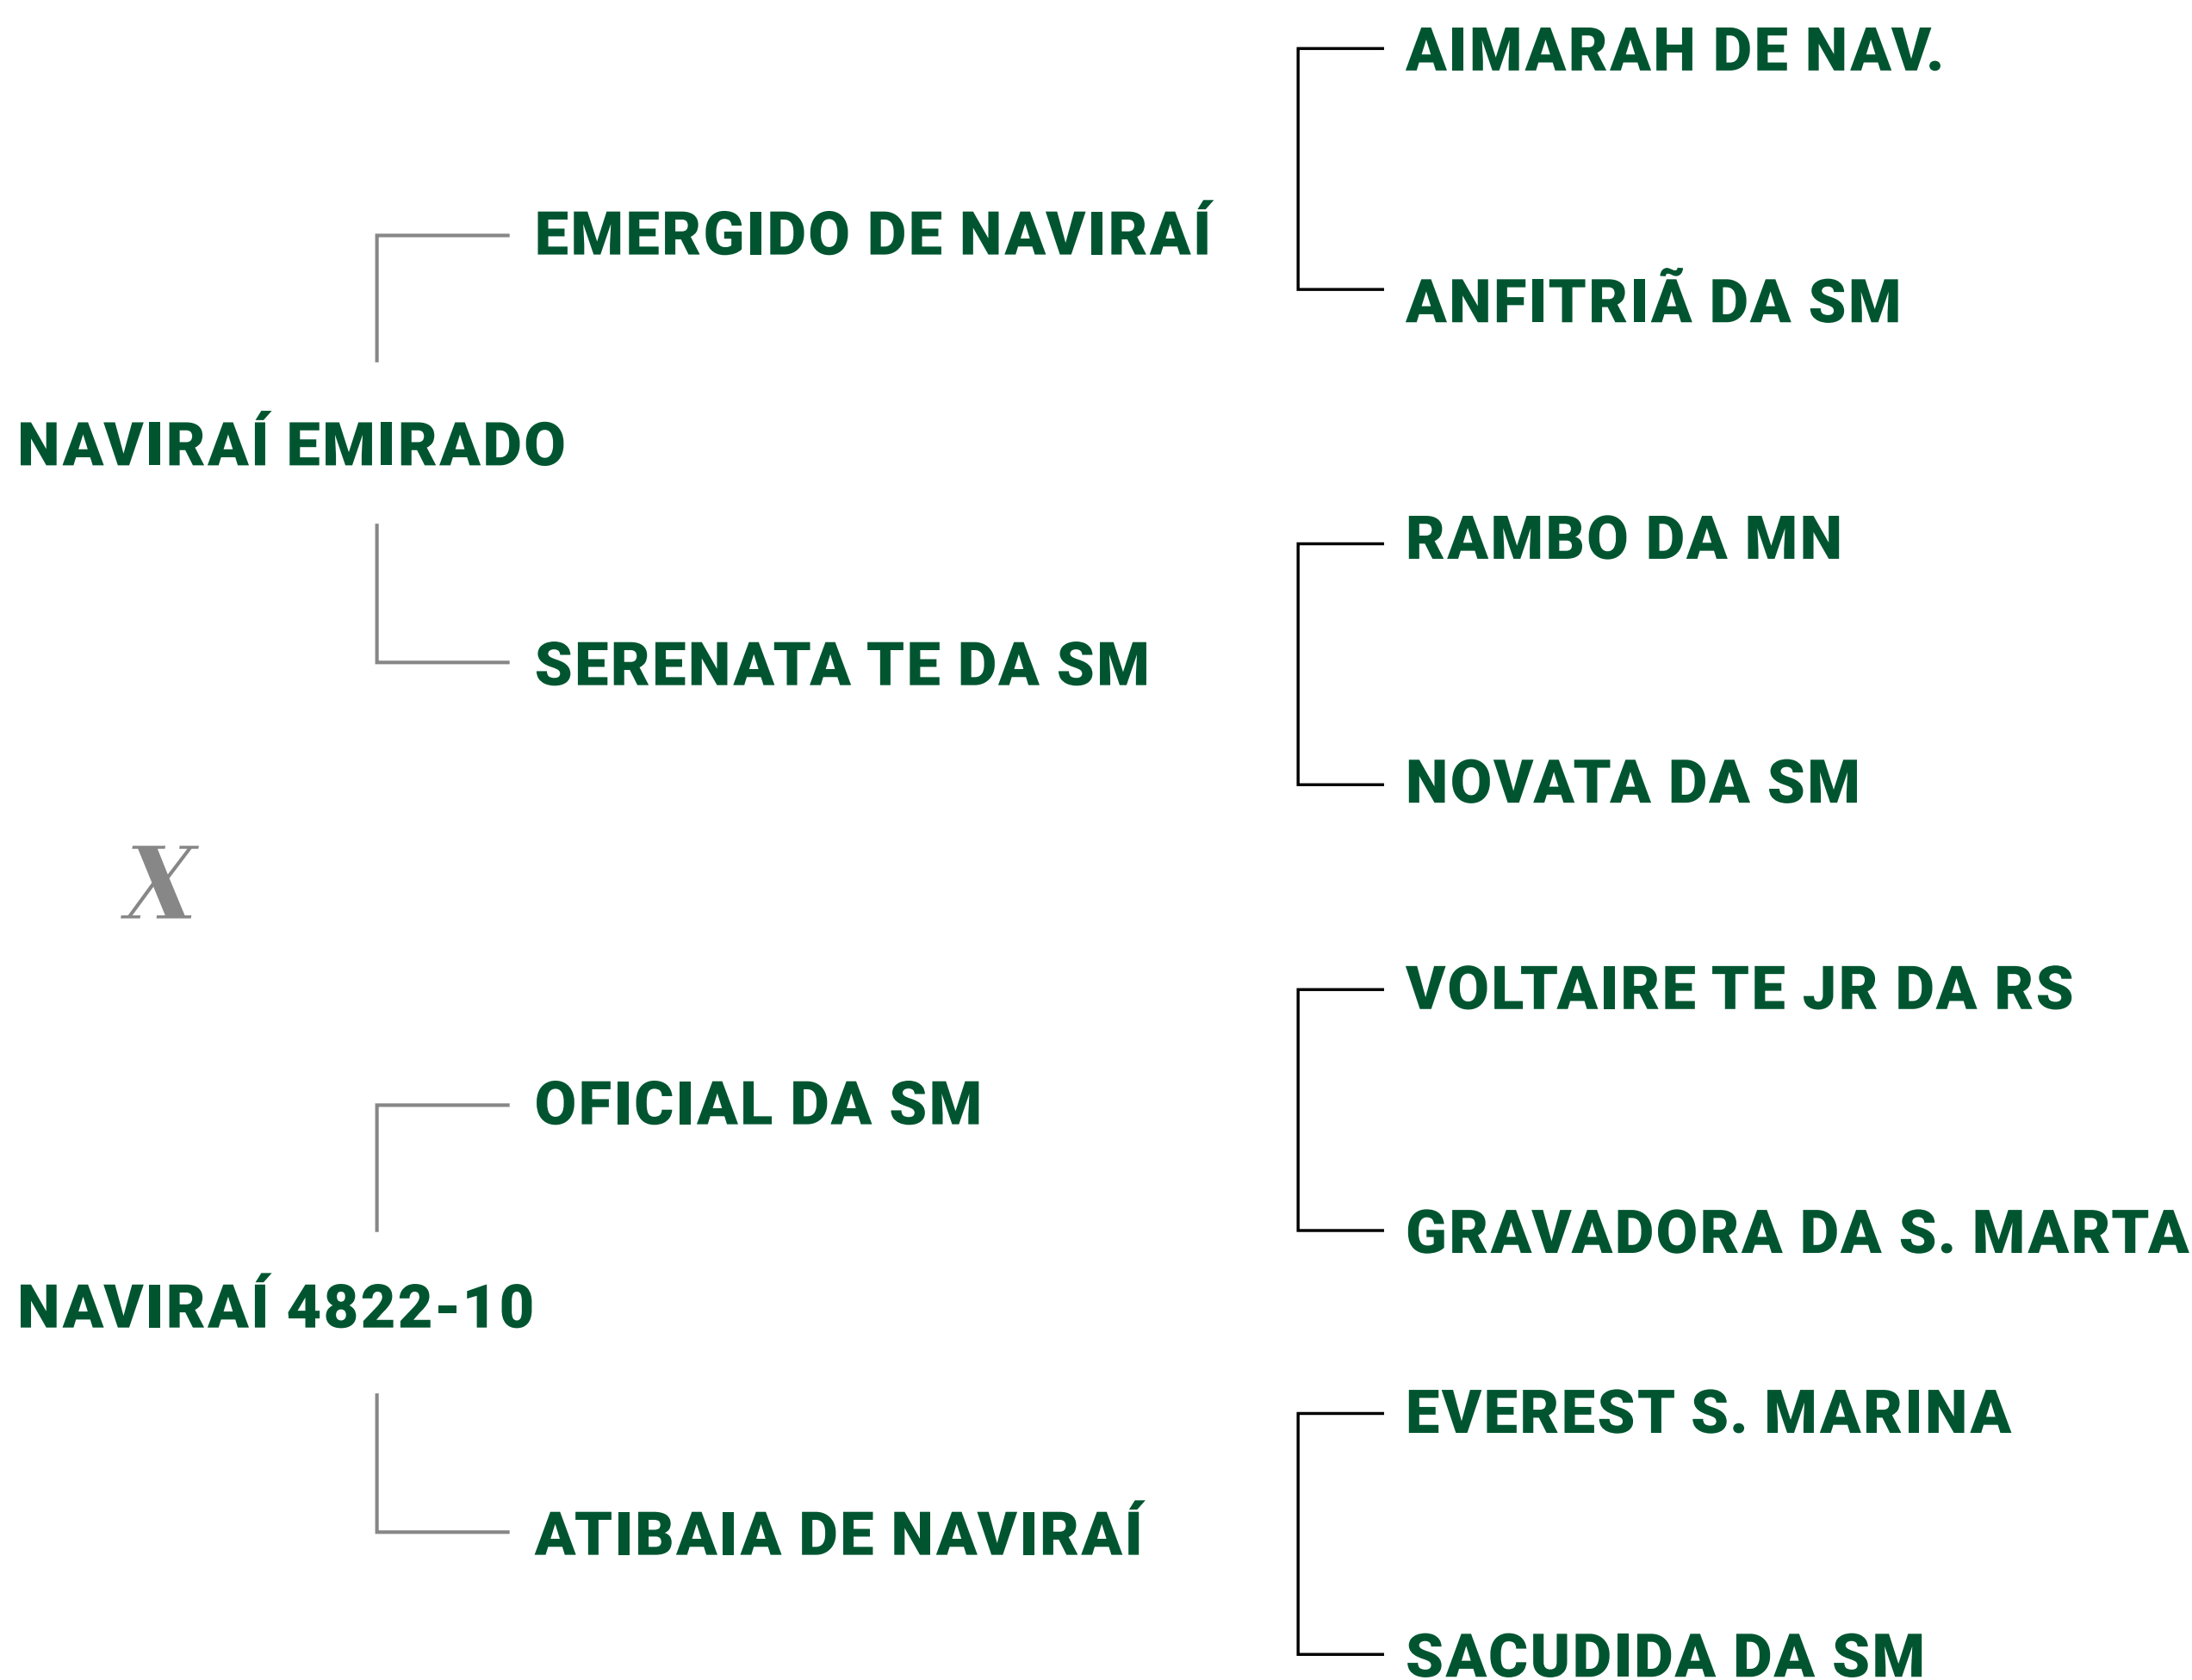 AIMARAH DE NAV.
EMERGIDO DE NAVIRAÍ
ANFITRIÃ DA SM
NAVIRAÍ EMIRADO
RAMBO DA MN
SERENATA TE DA SM
NOVATA DA SM
X
VOLTAIRE TE JR DA RS
OFICIAL DA SM
GRAVADORA DA S. MARTA
NAVIRAÍ 4822-10
EVEREST S. MARINA
ATIBAIA DE NAVIRAÍ
SACUDIDA DA SM